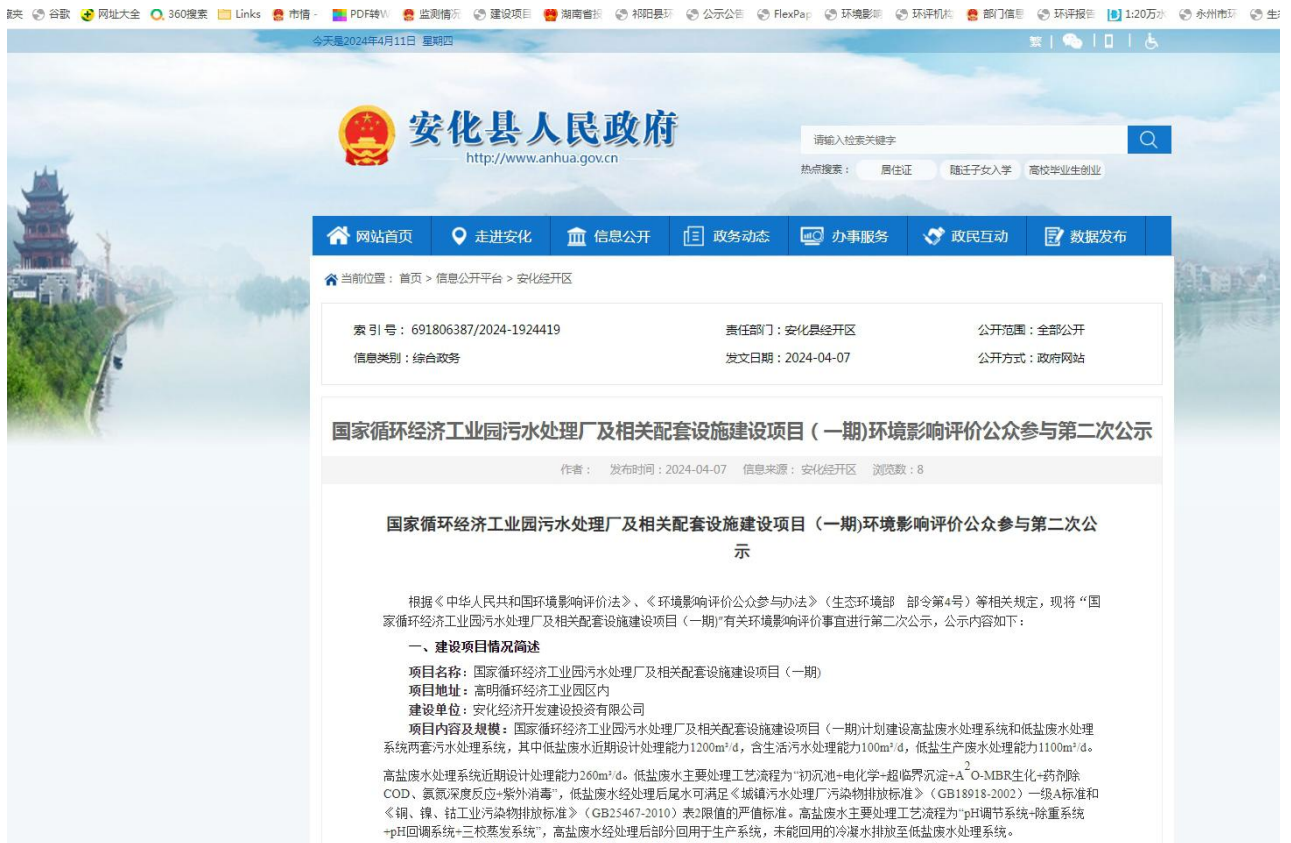 谷歌 网址大全 360搜索 Links 市情 - PDF转W 监测情况 建设项目 湖南省投 祁阳县环 公示公告 FlexPap 环境影响 环评机构 部门信息 环评报告 1:20万水 永州市环
今天是2024年4月11日 星期四
繁
安化县人民政府
http://www.anhua.gov.cn
请输入检索关键字
热点搜索： 居住证 随迁子女入学 高校毕业生创业
网站首页 走进安化 信息公开 政务动态 办事服务 政民互动 数据发布
当前位置： 首页 > 信息公开平台 > 安化经开区
索 引 号： 691806387/2024-1924419 责任部门：安化县经开区 公开范围：全部公开
信息类别：综合政务 发文日期：2024-04-07 公开方式：政府网站
国家循环经济工业园污水处理厂及相关配套设施建设项目（一期)环境影响评价公众参与第二次公示
作者： 发布时间：2024-04-07 信息来源： 安化经开区 浏览数：8
国家循环经济工业园污水处理厂及相关配套设施建设项目（一期)环境影响评价公众参与第二次公
示
根据《中华人民共和国环境影响评价法》、《环境影响评价公众参与办法》（生态环境部 部令第4号）等相关规定，现将“国
家循环经济工业园污水处理厂及相关配套设施建设项目（一期)”有关环境影响评价事宜进行第二次公示，公示内容如下：
一、建设项目情况简述
项目名称：国家循环经济工业园污水处理厂及相关配套设施建设项目（一期)
项目地址：高明循环经济工业园区内
建设单位：安化经济开发建设投资有限公司
项目内容及规模：国家循环经济工业园污水处理厂及相关配套设施建设项目（一期)计划建设高盐废水处理系统和低盐废水处理
系统两套污水处理系统，其中低盐废水近期设计处理能力1200m³/d，含生活污水处理能力100m³/d，低盐生产废水处理能力1100m³/d。
高盐废水处理系统近期设计处理能力260m³/d。低盐废水主要处理工艺流程为“初沉池+电化学+超临界沉淀+A²O-MBR生化+药剂除
COD、氨氮深度反应+紫外消毒”，低盐废水经处理后尾水可满足《城镇污水处理厂污染物排放标准》（GB18918-2002）一级A标准和
《铜、镍、钴工业污染物排放标准》（GB25467-2010）表2限值的严值标准。高盐废水主要处理工艺流程为“pH调节系统+除重系统
+pH回调系统+三校蒸发系统”，高盐废水经处理后部分回用于生产系统，未能回用的冷凝水排放至低盐废水处理系统。